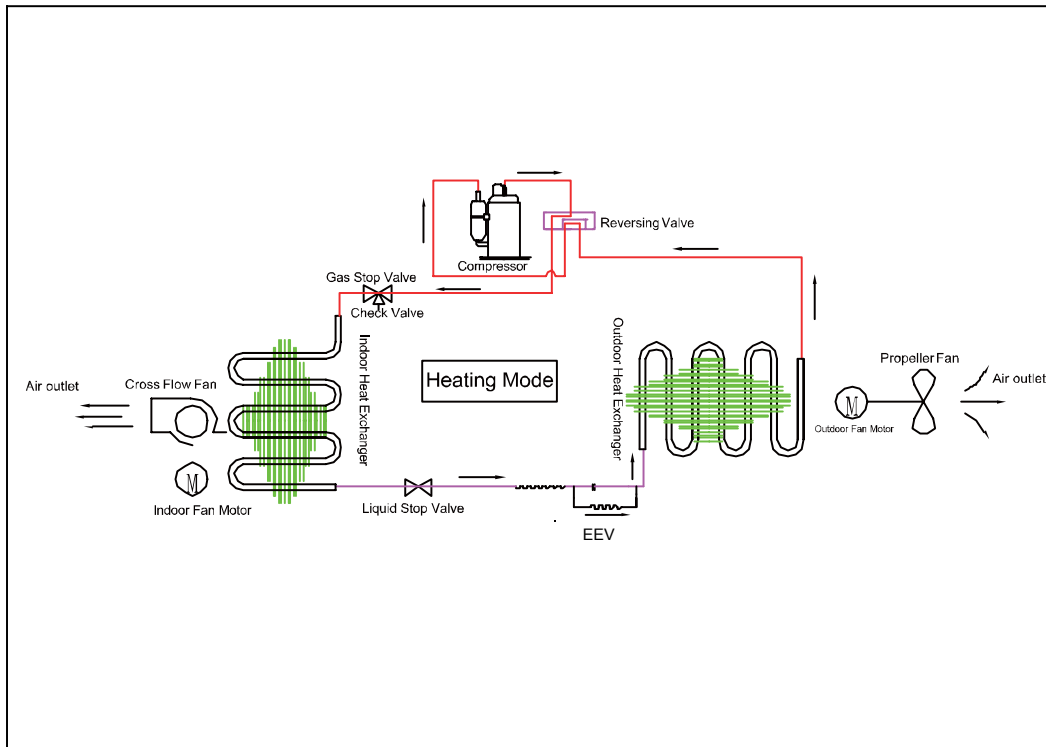 Reversing Valve
Compressor
Gas Stop Valve
Check Valve
Indoor Heat Exchanger
Outdoor Heat Exchanger
Heating Mode
Propeller Fan
Air outlet
Cross Flow Fan
Air outlet
M
Outdoor Fan Motor
M
Indoor Fan Motor
Liquid Stop Valve
EEV